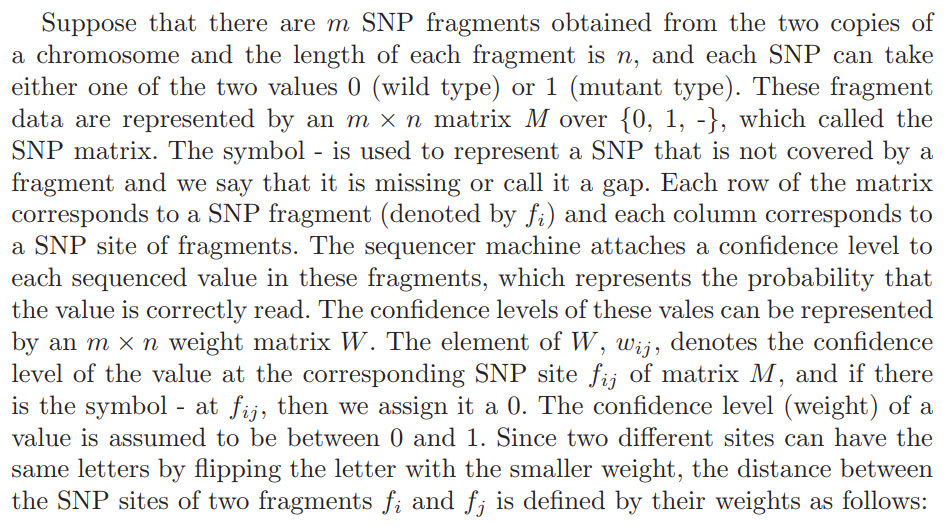 Suppose that there are m SNP fragments obtained from the two copies of
a chromosome and the length of each fragment is n, and each SNP can take
either one of the two values 0 (wild type) or 1 (mutant type). These fragment
data are represented by an m × n matrix M over {0, 1, -}, which called the
SNP matrix. The symbol - is used to represent a SNP that is not covered by a
fragment and we say that it is missing or call it a gap. Each row of the matrix
corresponds to a SNP fragment (denoted by fᵢ) and each column corresponds to
a SNP site of fragments. The sequencer machine attaches a confidence level to
each sequenced value in these fragments, which represents the probability that
the value is correctly read. The confidence levels of these vales can be represented
by an m × n weight matrix W. The element of W, wᵢⱼ, denotes the confidence
level of the value at the corresponding SNP site fᵢⱼ of matrix M, and if there
is the symbol - at fᵢⱼ, then we assign it a 0. The confidence level (weight) of a
value is assumed to be between 0 and 1. Since two different sites can have the
same letters by flipping the letter with the smaller weight, the distance between
the SNP sites of two fragments fᵢ and fⱼ is defined by their weights as follows: